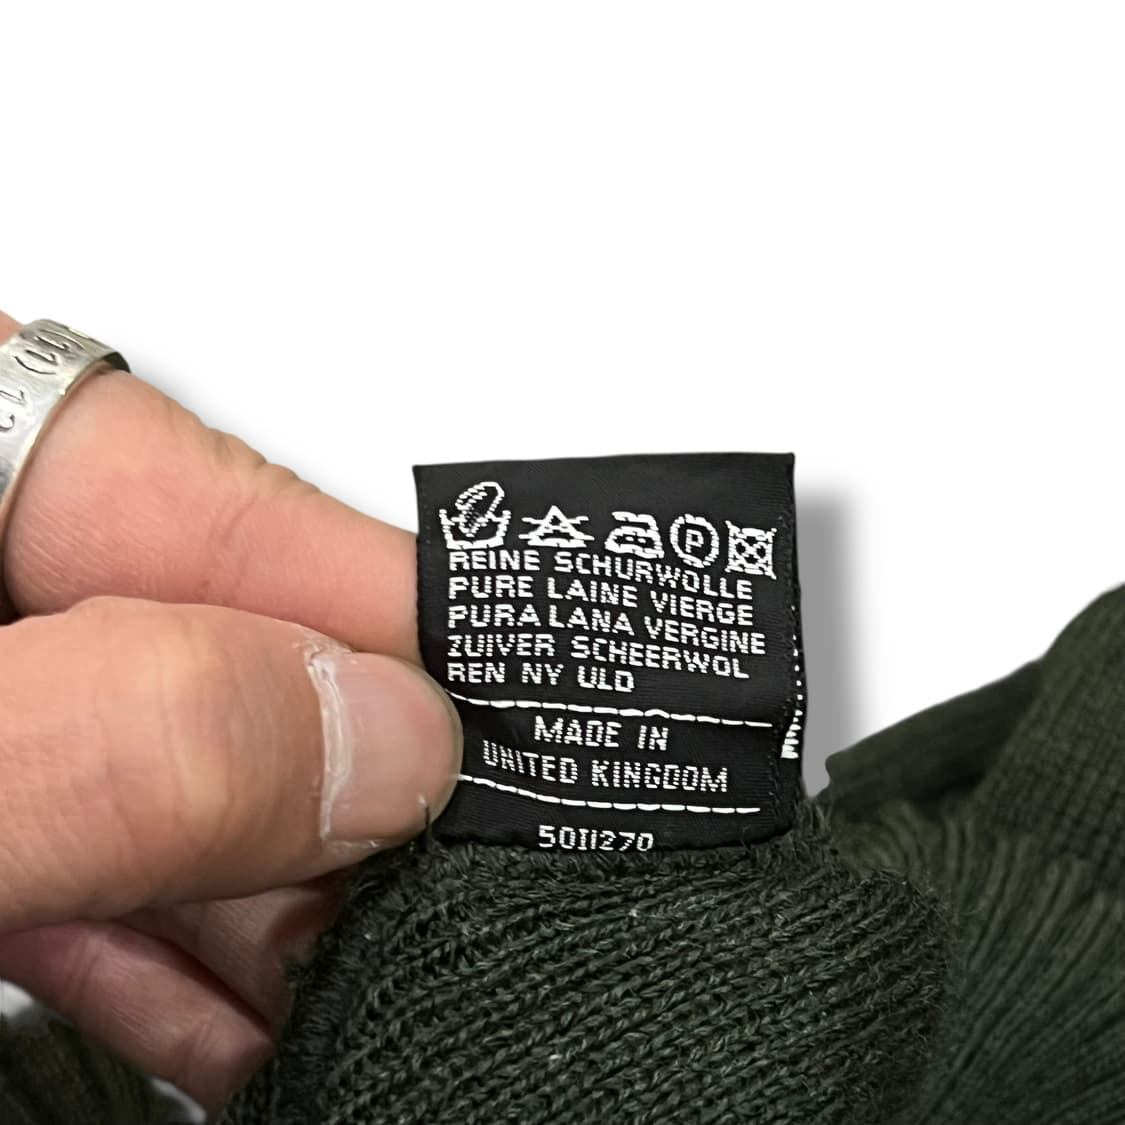 P
REINE SCHURWOLLE
PURE LAINE VIERGE
PURA LANA VERGINE
ZUIVER SCHEERWOL
REN NY ULD
MADE IN
UNITED KINGDOM
5011270